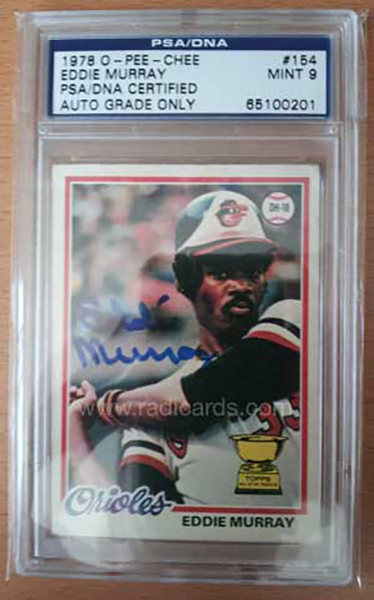 PSA/DNA
1978 O-PEE-CHEE #154
EDDIE MURRAY MINT 9
PSA/DNA CERTIFIED
AUTO GRADE ONLY 65100201
DH-1B
Eddie
Murray
www.radicards.com
33
TOPPS
Orioles
EDDIE MURRAY